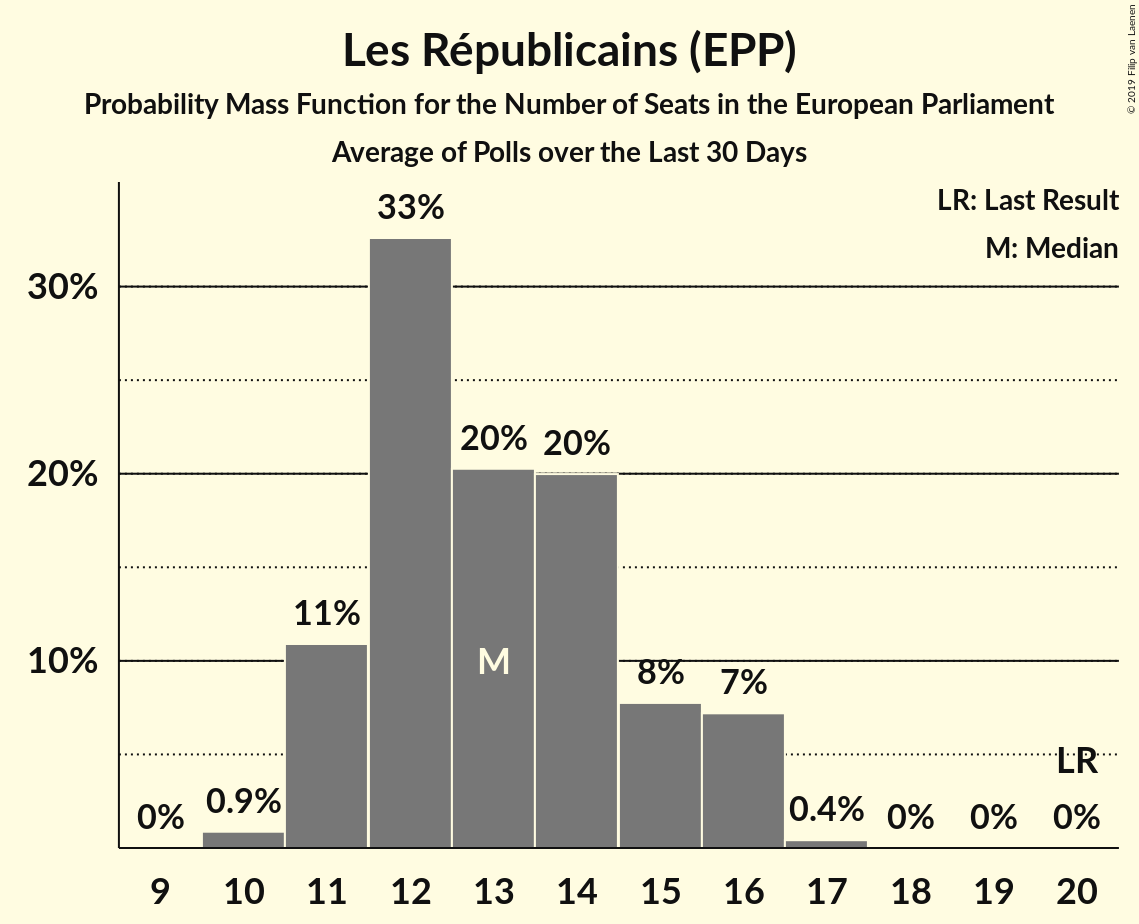 Les Républicains (EPP)
Probability Mass Function for the Number of Seats in the European Parliament
Average of Polls over the Last 30 Days
© 2019 Filip van Laenen
LR: Last Result
M: Median
33%
30%
20% 20%
20%
11%
M
10%
8% 7%
LR
0% 0.9% 0.4% 0% 0% 0%
9 10 11 12 13 14 15 16 17 18 19 20